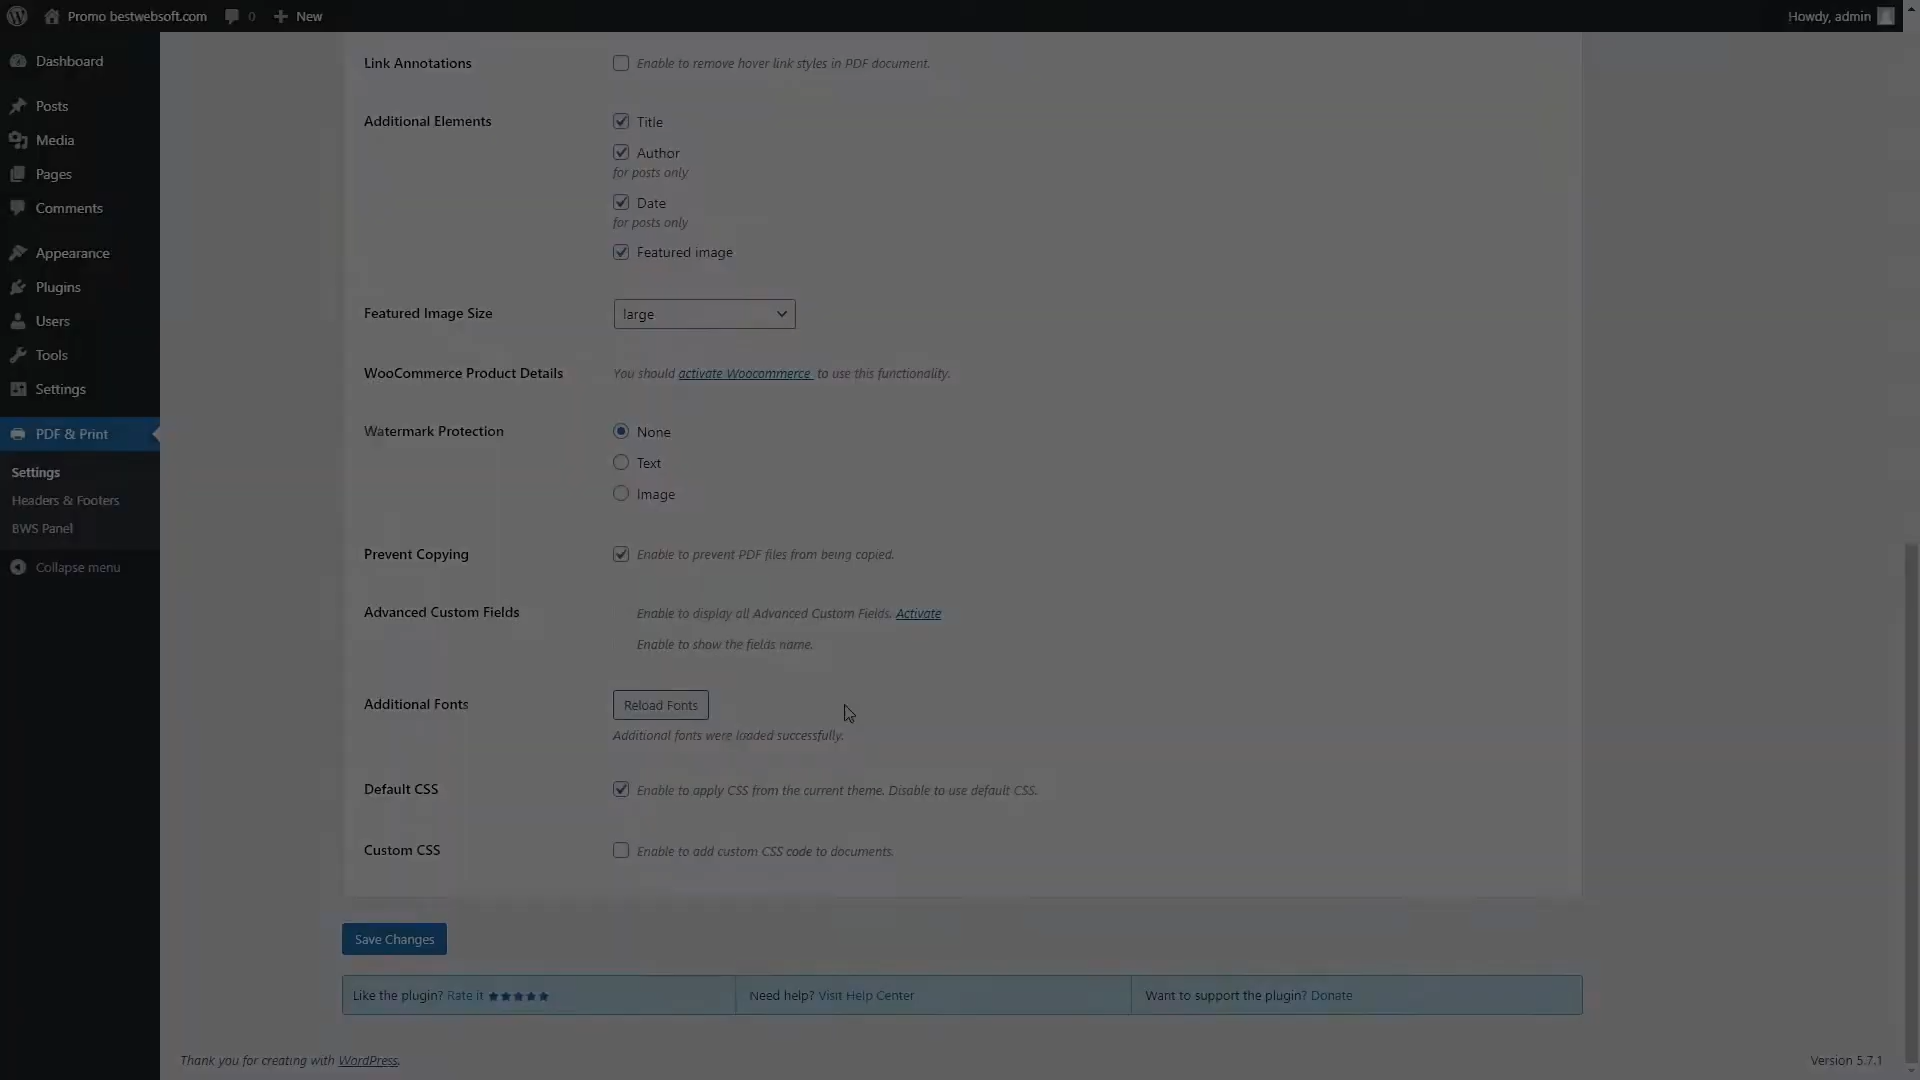 Promo bestwebsoft.com 0 New Howdy, admin
Dashboard
Posts
Media
Pages
Comments
Appearance
Plugins
Users
Tools
Settings
PDF & Print
Settings
Headers & Footers
BWS Panel
Collapse menu
Link Annotations Enable to remove hover link styles in PDF document.
Additional Elements Title
Author
for posts only
Date
for posts only
Featured image
Featured Image Size large
WooCommerce Product Details You should activate Woocommerce to use this functionality.
Watermark Protection None
Text
Image
Prevent Copying Enable to prevent PDF files from being copied.
Advanced Custom Fields Enable to display all Advanced Custom Fields. Activate
Enable to show the fields name.
Additional Fonts Reload Fonts
Additional fonts were loaded successfully.
Default CSS Enable to apply CSS from the current theme. Disable to use default CSS.
Custom CSS Enable to add custom CSS code to documents.
Save Changes
Like the plugin? Rate it Need help? Visit Help Center Want to support the plugin? Donate
Thank you for creating with WordPress. Version 5.7.1